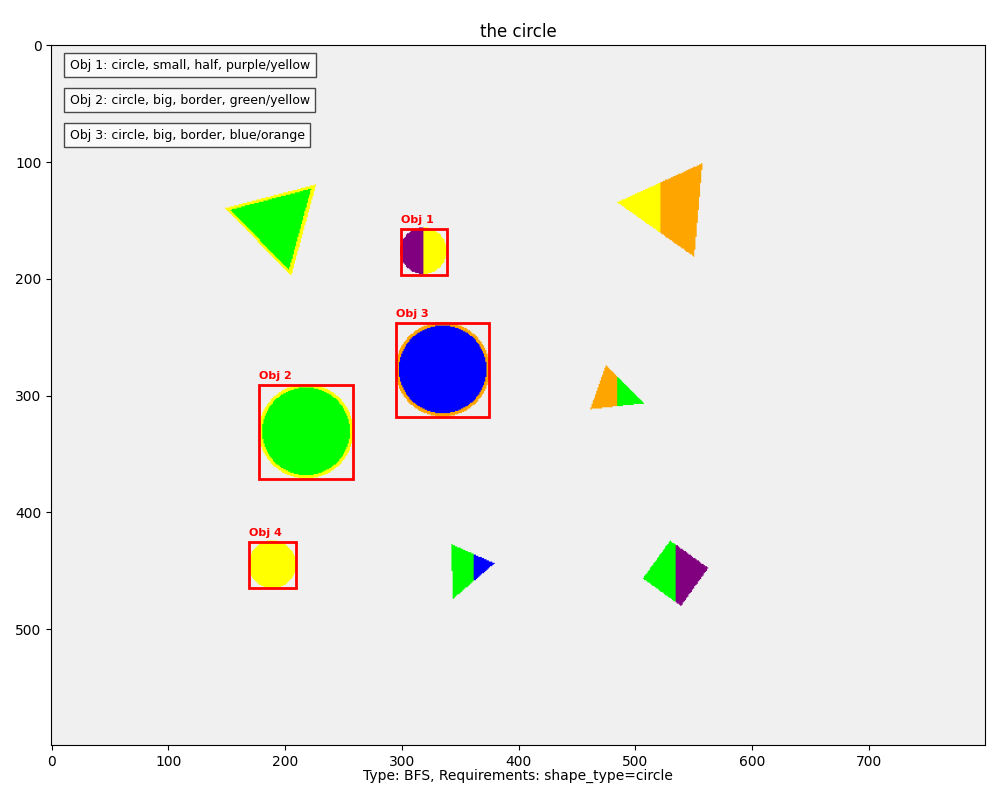 the circle
0
Obj 1: circle, small, half, purple/yellow
Obj 2: circle, big, border, green/yellow
Obj 3: circle, big, border, blue/orange
100
Obj 1
200
Obj 3
Obj 2
300
400
Obj 4
500
0 100 200 300 400 500 600 700
Type: BFS, Requirements: shape_type=circle